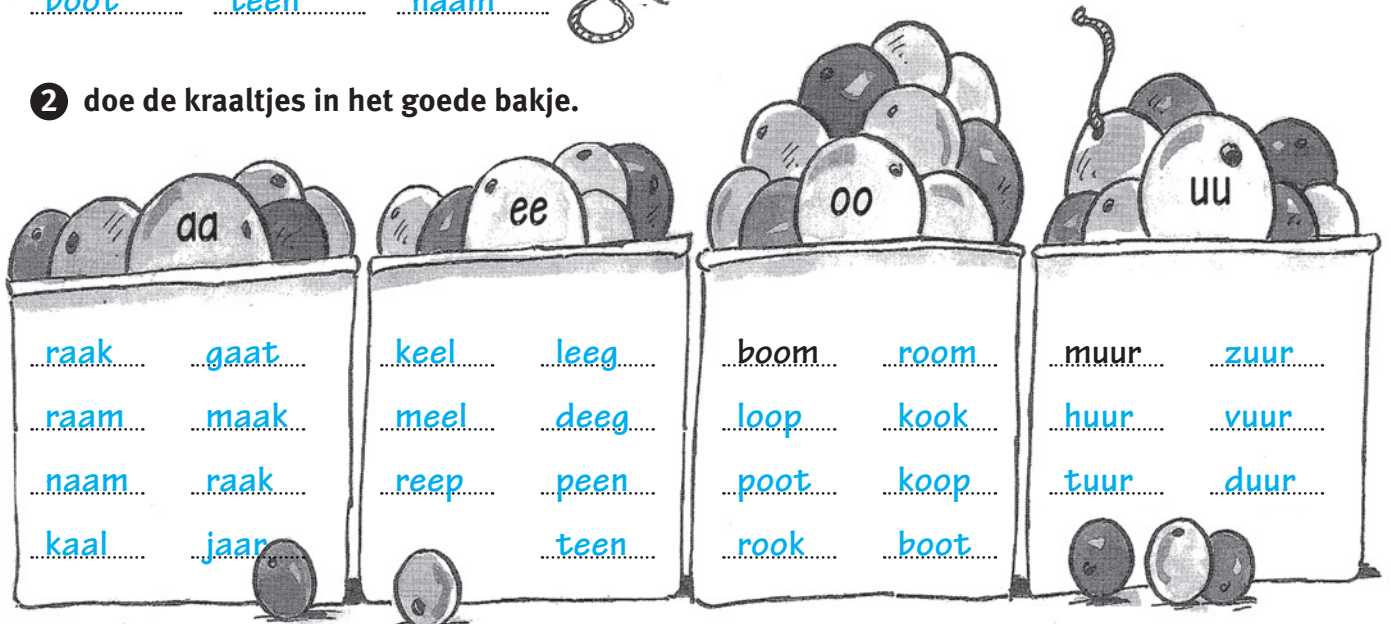 boot teen naam
2 doe de kraaltjes in het goede bakje.
aa ee oo uu
raak gaat keel leeg boom room muur zuur
raam maak meel deeg loop kook huur vuur
naam raak reep peen poot koop tuur duur
kaal jaar teen rook boot